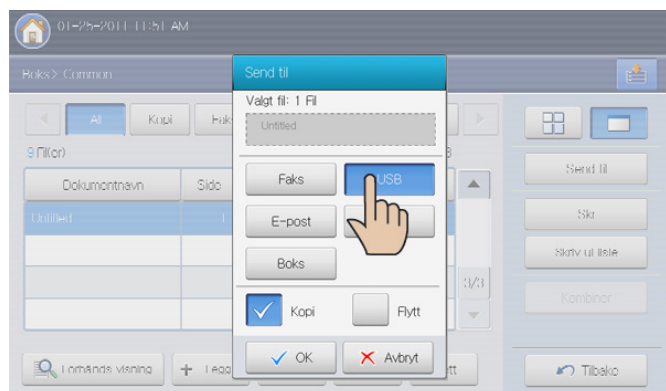 01-25-2011 11:51 AM
Boks> Common
Send til
Valgt fil: 1 Fil
Untitled
All
Kopi
9 Fil(er)
Dokumentnavn
Side
Untitled
1
Faks
USB
E-post
Boks
Kopi
Flytt
OK
Avbryt
3/3
Send til
Skriv ut liste
Kombiner
Forhånds visning
Tilbake